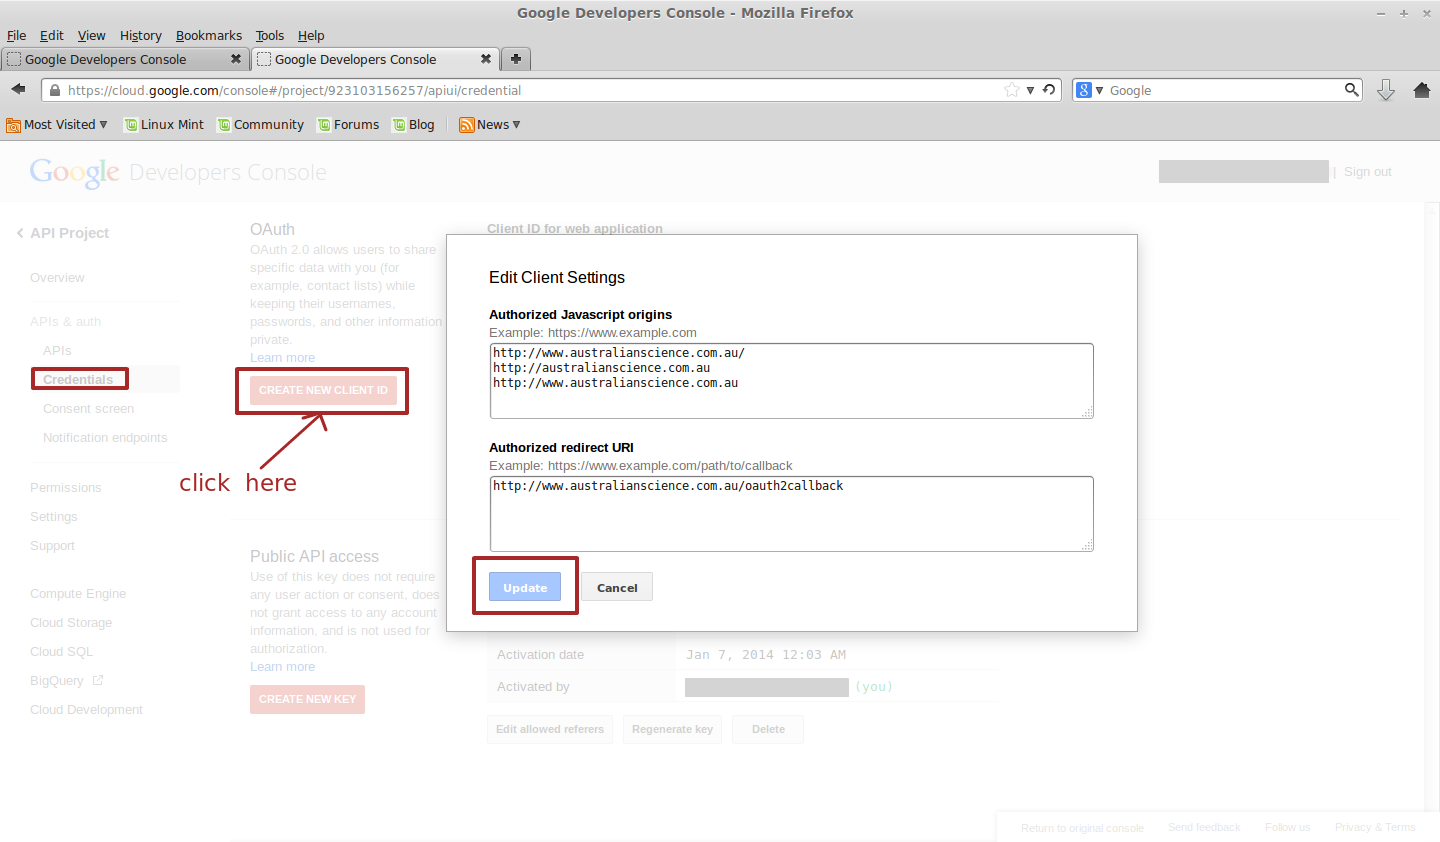 Google Developers Console - Mozilla Firefox
File Edit View History Bookmarks Tools Help
Google Developers Console
Google Developers Console
https://cloud.google.com/console#/project/923103156257/apiui/credential
Google
Most Visited
Linux Mint
Community
Forums
Blog
News
Google Developers Console
| Sign out
API Project
Overview
APIs & auth
APIs
Credentials
Consent screen
Notification endpoints
Permissions
Settings
Support
Compute Engine
Cloud Storage
Cloud SQL
BigQuery
Cloud Development
OAuth
OAuth 2.0 allows users to share
specific data with you (for
example, contact lists) while
keeping their usernames,
passwords, and other information
private.
Learn more
CREATE NEW CLIENT ID
click here
Public API access
Use of this key does not require
any user action or consent, does
not grant access to any account
information, and is not used for
authorization.
Learn more
CREATE NEW KEY
Client ID for web application
Edit Client Settings
Authorized Javascript origins
Example: https://www.example.com
http://www.australianscience.com.au/
http://australianscience.com.au
http://www.australianscience.com.au
Authorized redirect URI
Example: https://www.example.com/path/to/callback
http://www.australianscience.com.au/oauth2callback
Update
Cancel
Activation date Jan 7, 2014 12:03 AM
Activated by (you)
Edit allowed referers
Regenerate key
Delete
Return to original console
Send feedback
Follow us
Privacy & Terms